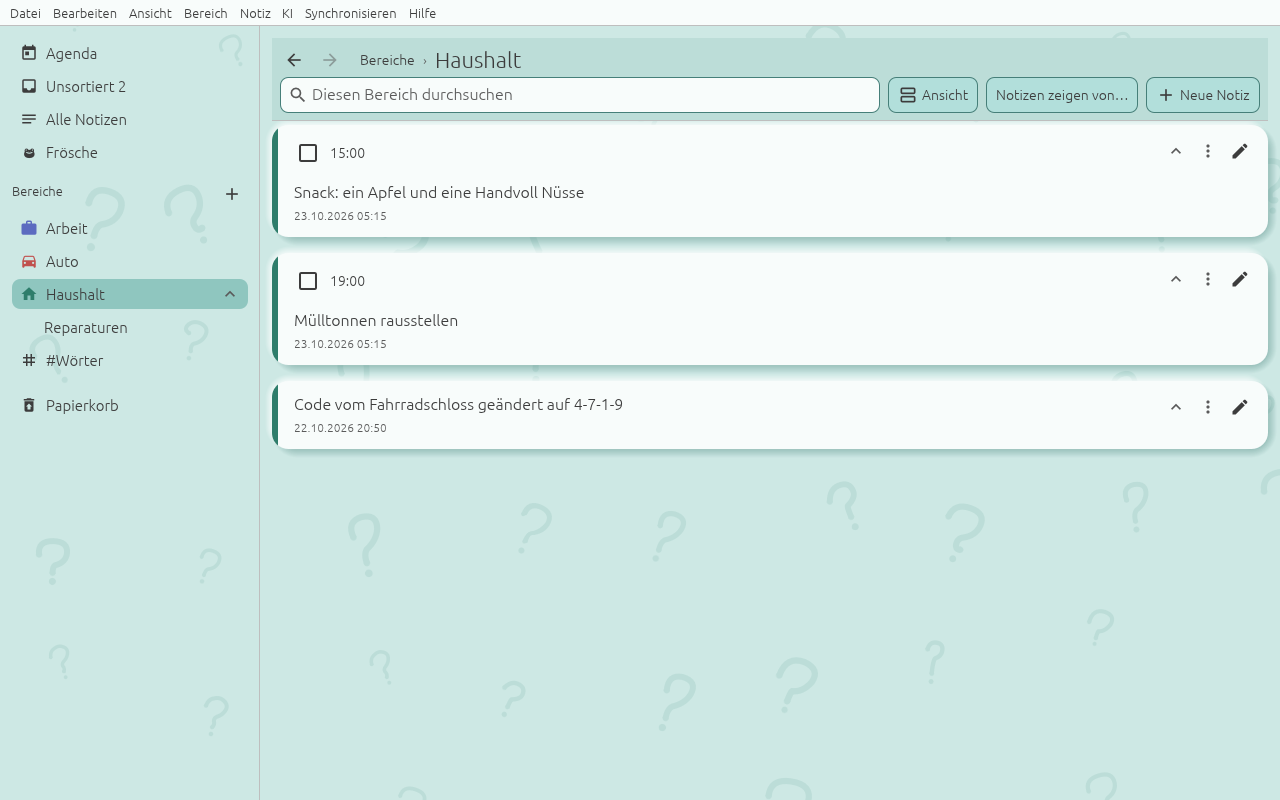 Datei Bearbeiten Ansicht Bereich Notiz KI Synchronisieren Hilfe
Agenda
Unsortiert 2
Alle Notizen
Frösche
Bereiche
Arbeit
Auto
Haushalt
Reparaturen
#Wörter
Papierkorb
Bereiche › Haushalt
Diesen Bereich durchsuchen
Ansicht
Notizen zeigen von...
Neue Notiz
15:00
Snack: ein Apfel und eine Handvoll Nüsse
23.10.2026 05:15
19:00
Mülltonnen rausstellen
23.10.2026 05:15
Code vom Fahrradschloss geändert auf 4-7-1-9
22.10.2026 20:50